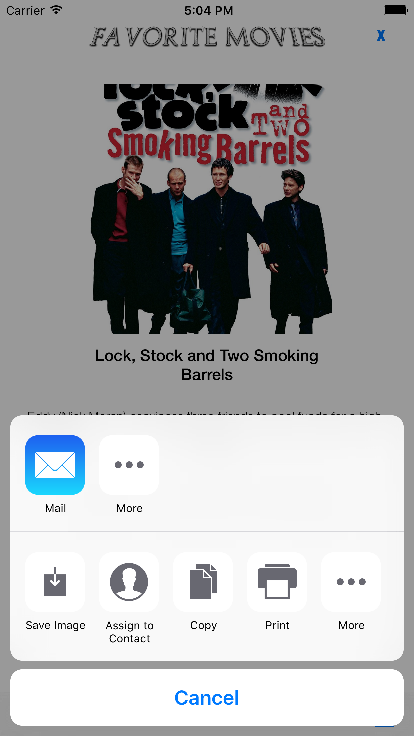 Carrier 5:04 PM
FAVORITE MOVIES
X
lock,
stock and
TWO
Smoking
Barrels
Lock, Stock and Two Smoking
Barrels
Mail
More
Save Image
Assign to
Contact
Copy
Print
More
Cancel